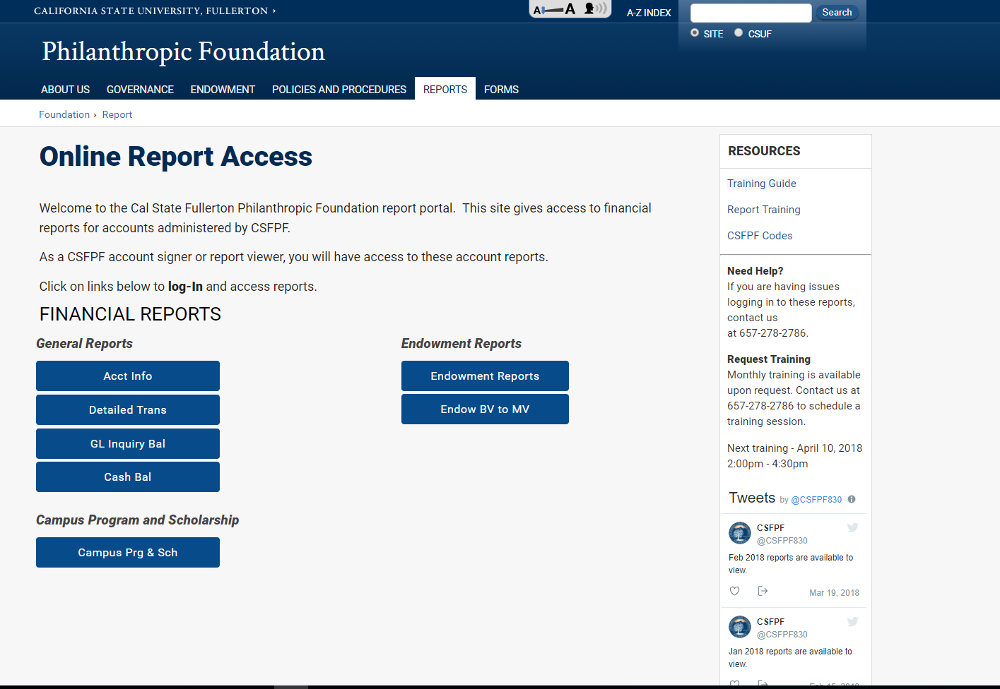 CALIFORNIA STATE UNIVERSITY, FULLERTON
A A
A-Z INDEX
Search
SITE CSUF
Philanthropic Foundation
ABOUT US GOVERNANCE ENDOWMENT POLICIES AND PROCEDURES REPORTS FORMS
Foundation › Report
Online Report Access
Welcome to the Cal State Fullerton Philanthropic Foundation report portal. This site gives access to financial
reports for accounts administered by CSFPF.
As a CSFPF account signer or report viewer, you will have access to these account reports.
Click on links below to log-In and access reports.
FINANCIAL REPORTS
General Reports
Acct Info
Detailed Trans
GL Inquiry Bal
Cash Bal
Endowment Reports
Endowment Reports
Endow BV to MV
Campus Program and Scholarship
Campus Prg & Sch
RESOURCES
Training Guide
Report Training
CSFPF Codes
Need Help?
If you are having issues
logging in to these reports,
contact us
at 657-278-2786.
Request Training
Monthly training is available
upon request. Contact us at
657-278-2786 to schedule a
training session.
Next training - April 10, 2018
2:00pm - 4:30pm
Tweets by @CSFPF830
CSFPF
@CSFPF830
Feb 2018 reports are available to
view.
Mar 19, 2018
CSFPF
@CSFPF830
Jan 2018 reports are available to
view.
Feb 15, 2018